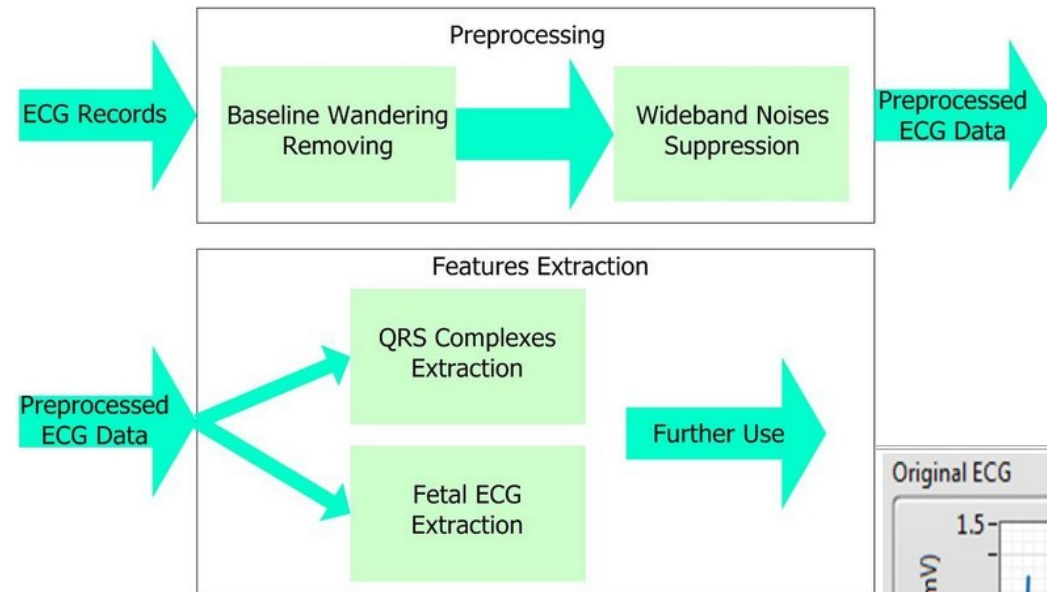 Preprocessing
ECG Records
Baseline Wandering
Removing
Wideband Noises
Suppression
Preprocessed
ECG Data
Features Extraction
Preprocessed
ECG Data
QRS Complexes
Extraction
Fetal ECG
Extraction
Further Use
Original ECG
1.5
mV)